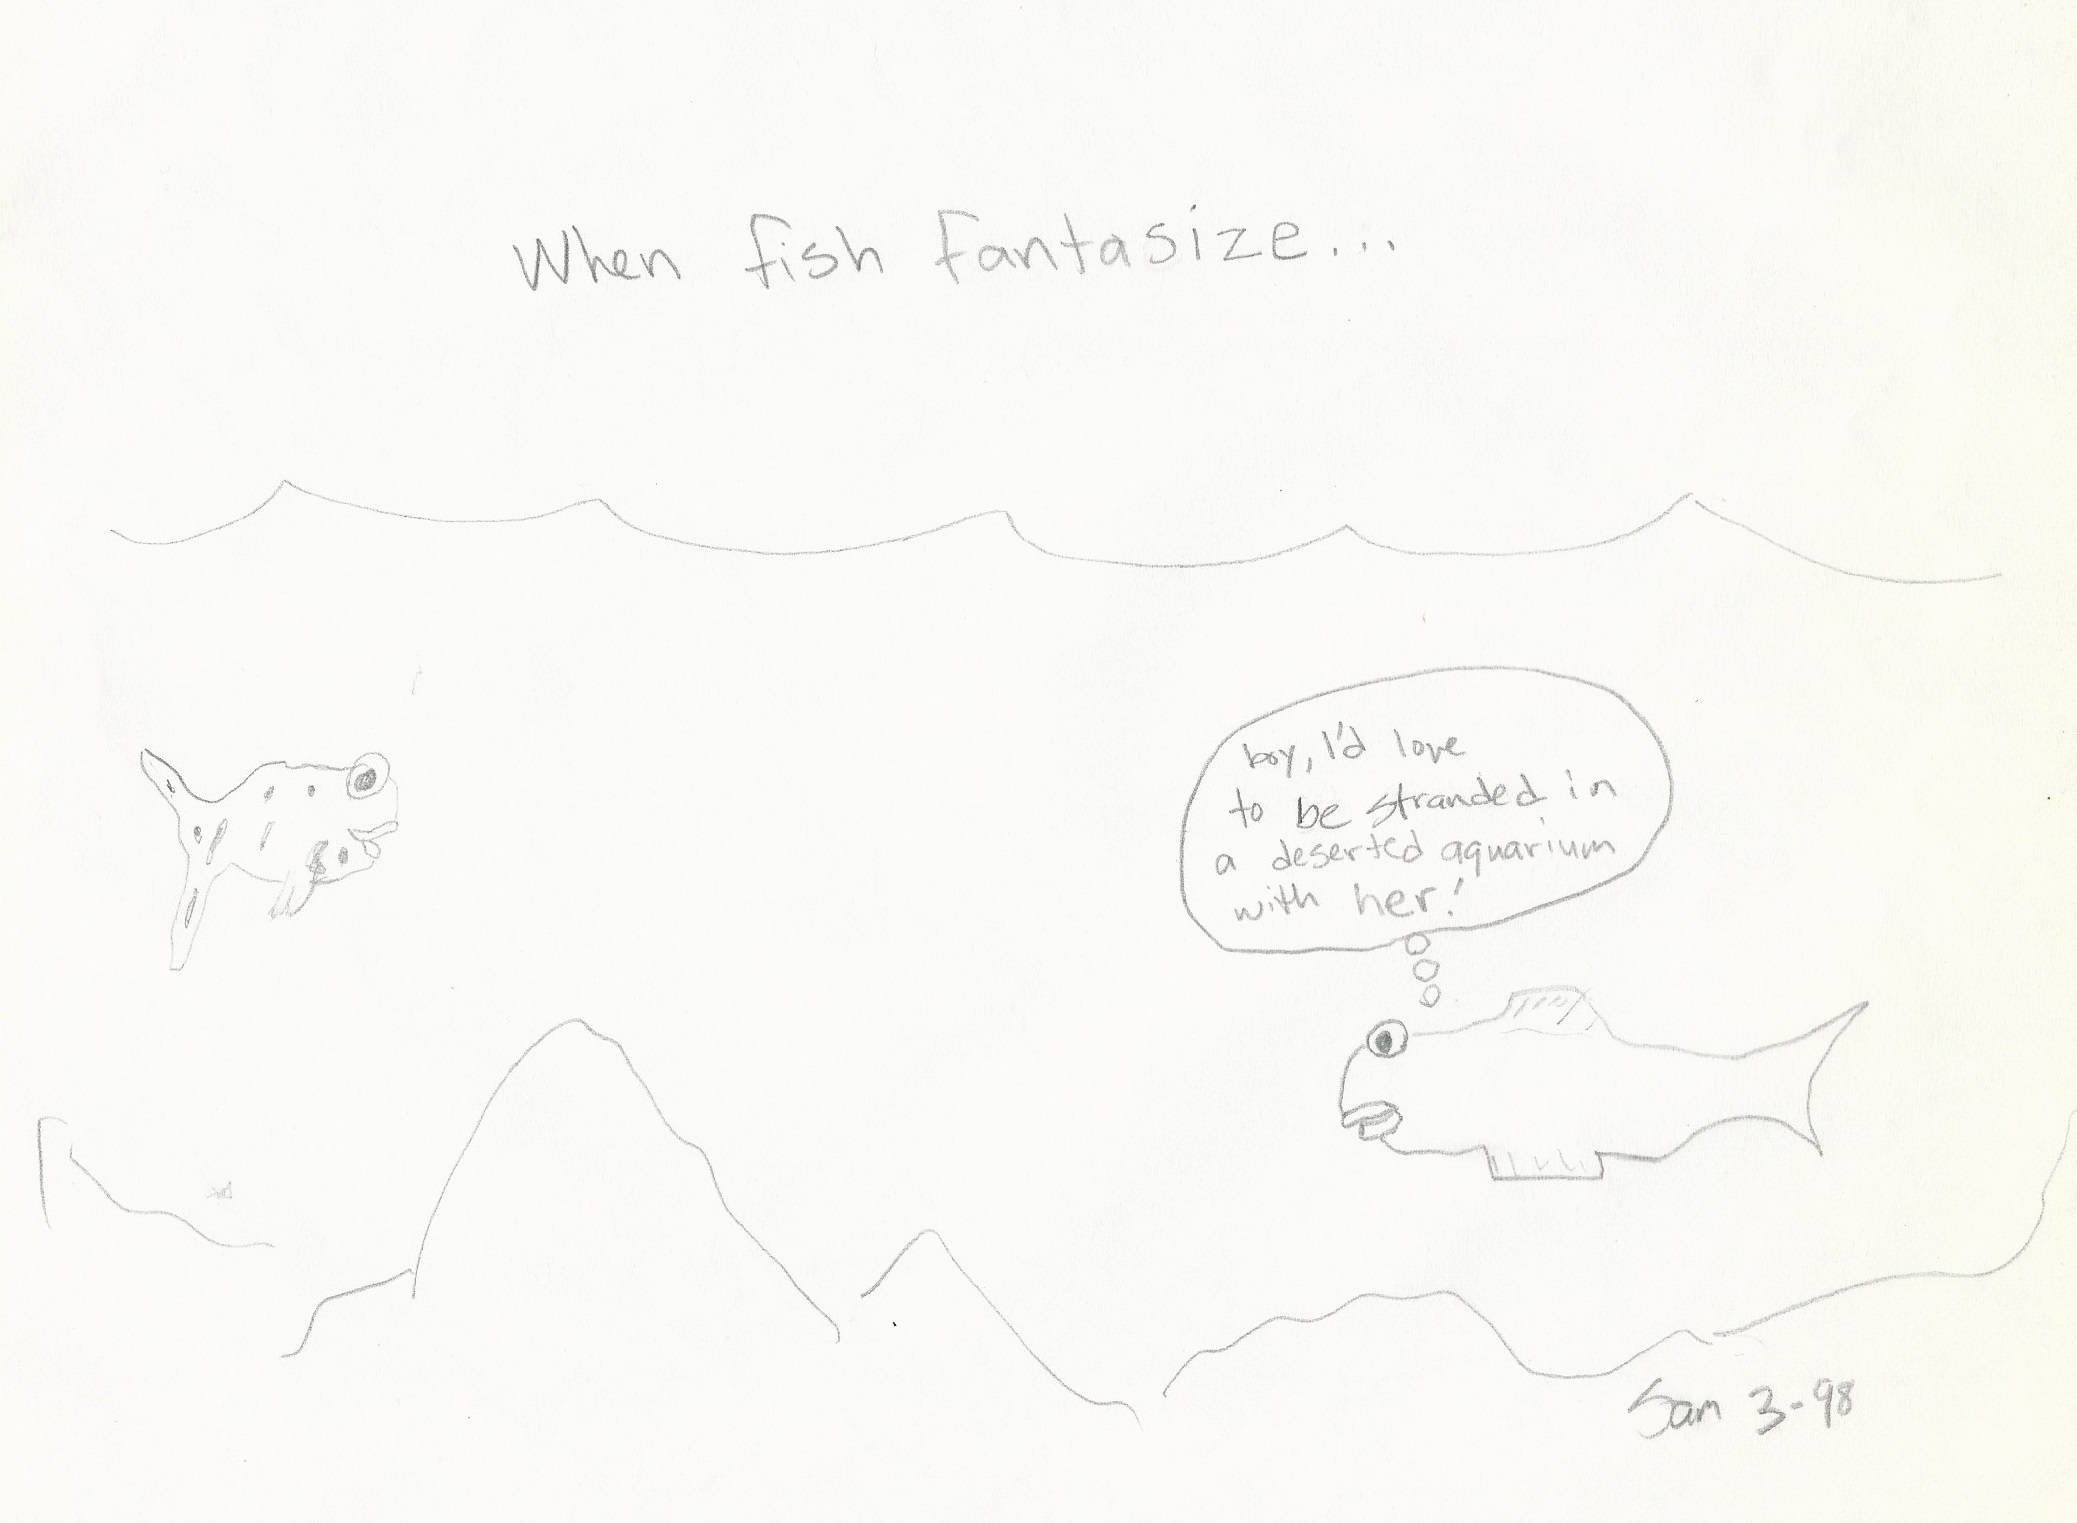 When fish fantasize...
boy, I'd love
to be stranded in
a deserted aquarium
with her!
Sam 3-98